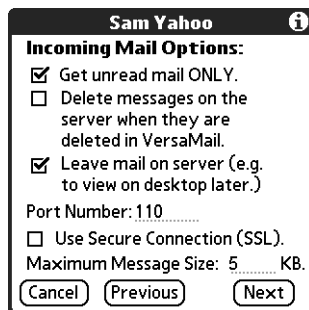 Sam Yahoo
Incoming Mail Options:
Get unread mail ONLY.
Delete messages on the
server when they are
deleted in VersaMail.
Leave mail on server (e.g.
to view on desktop later.)
Port Number: 110
Use Secure Connection (SSL).
Maximum Message Size: 5 KB.
Cancel Previous Next